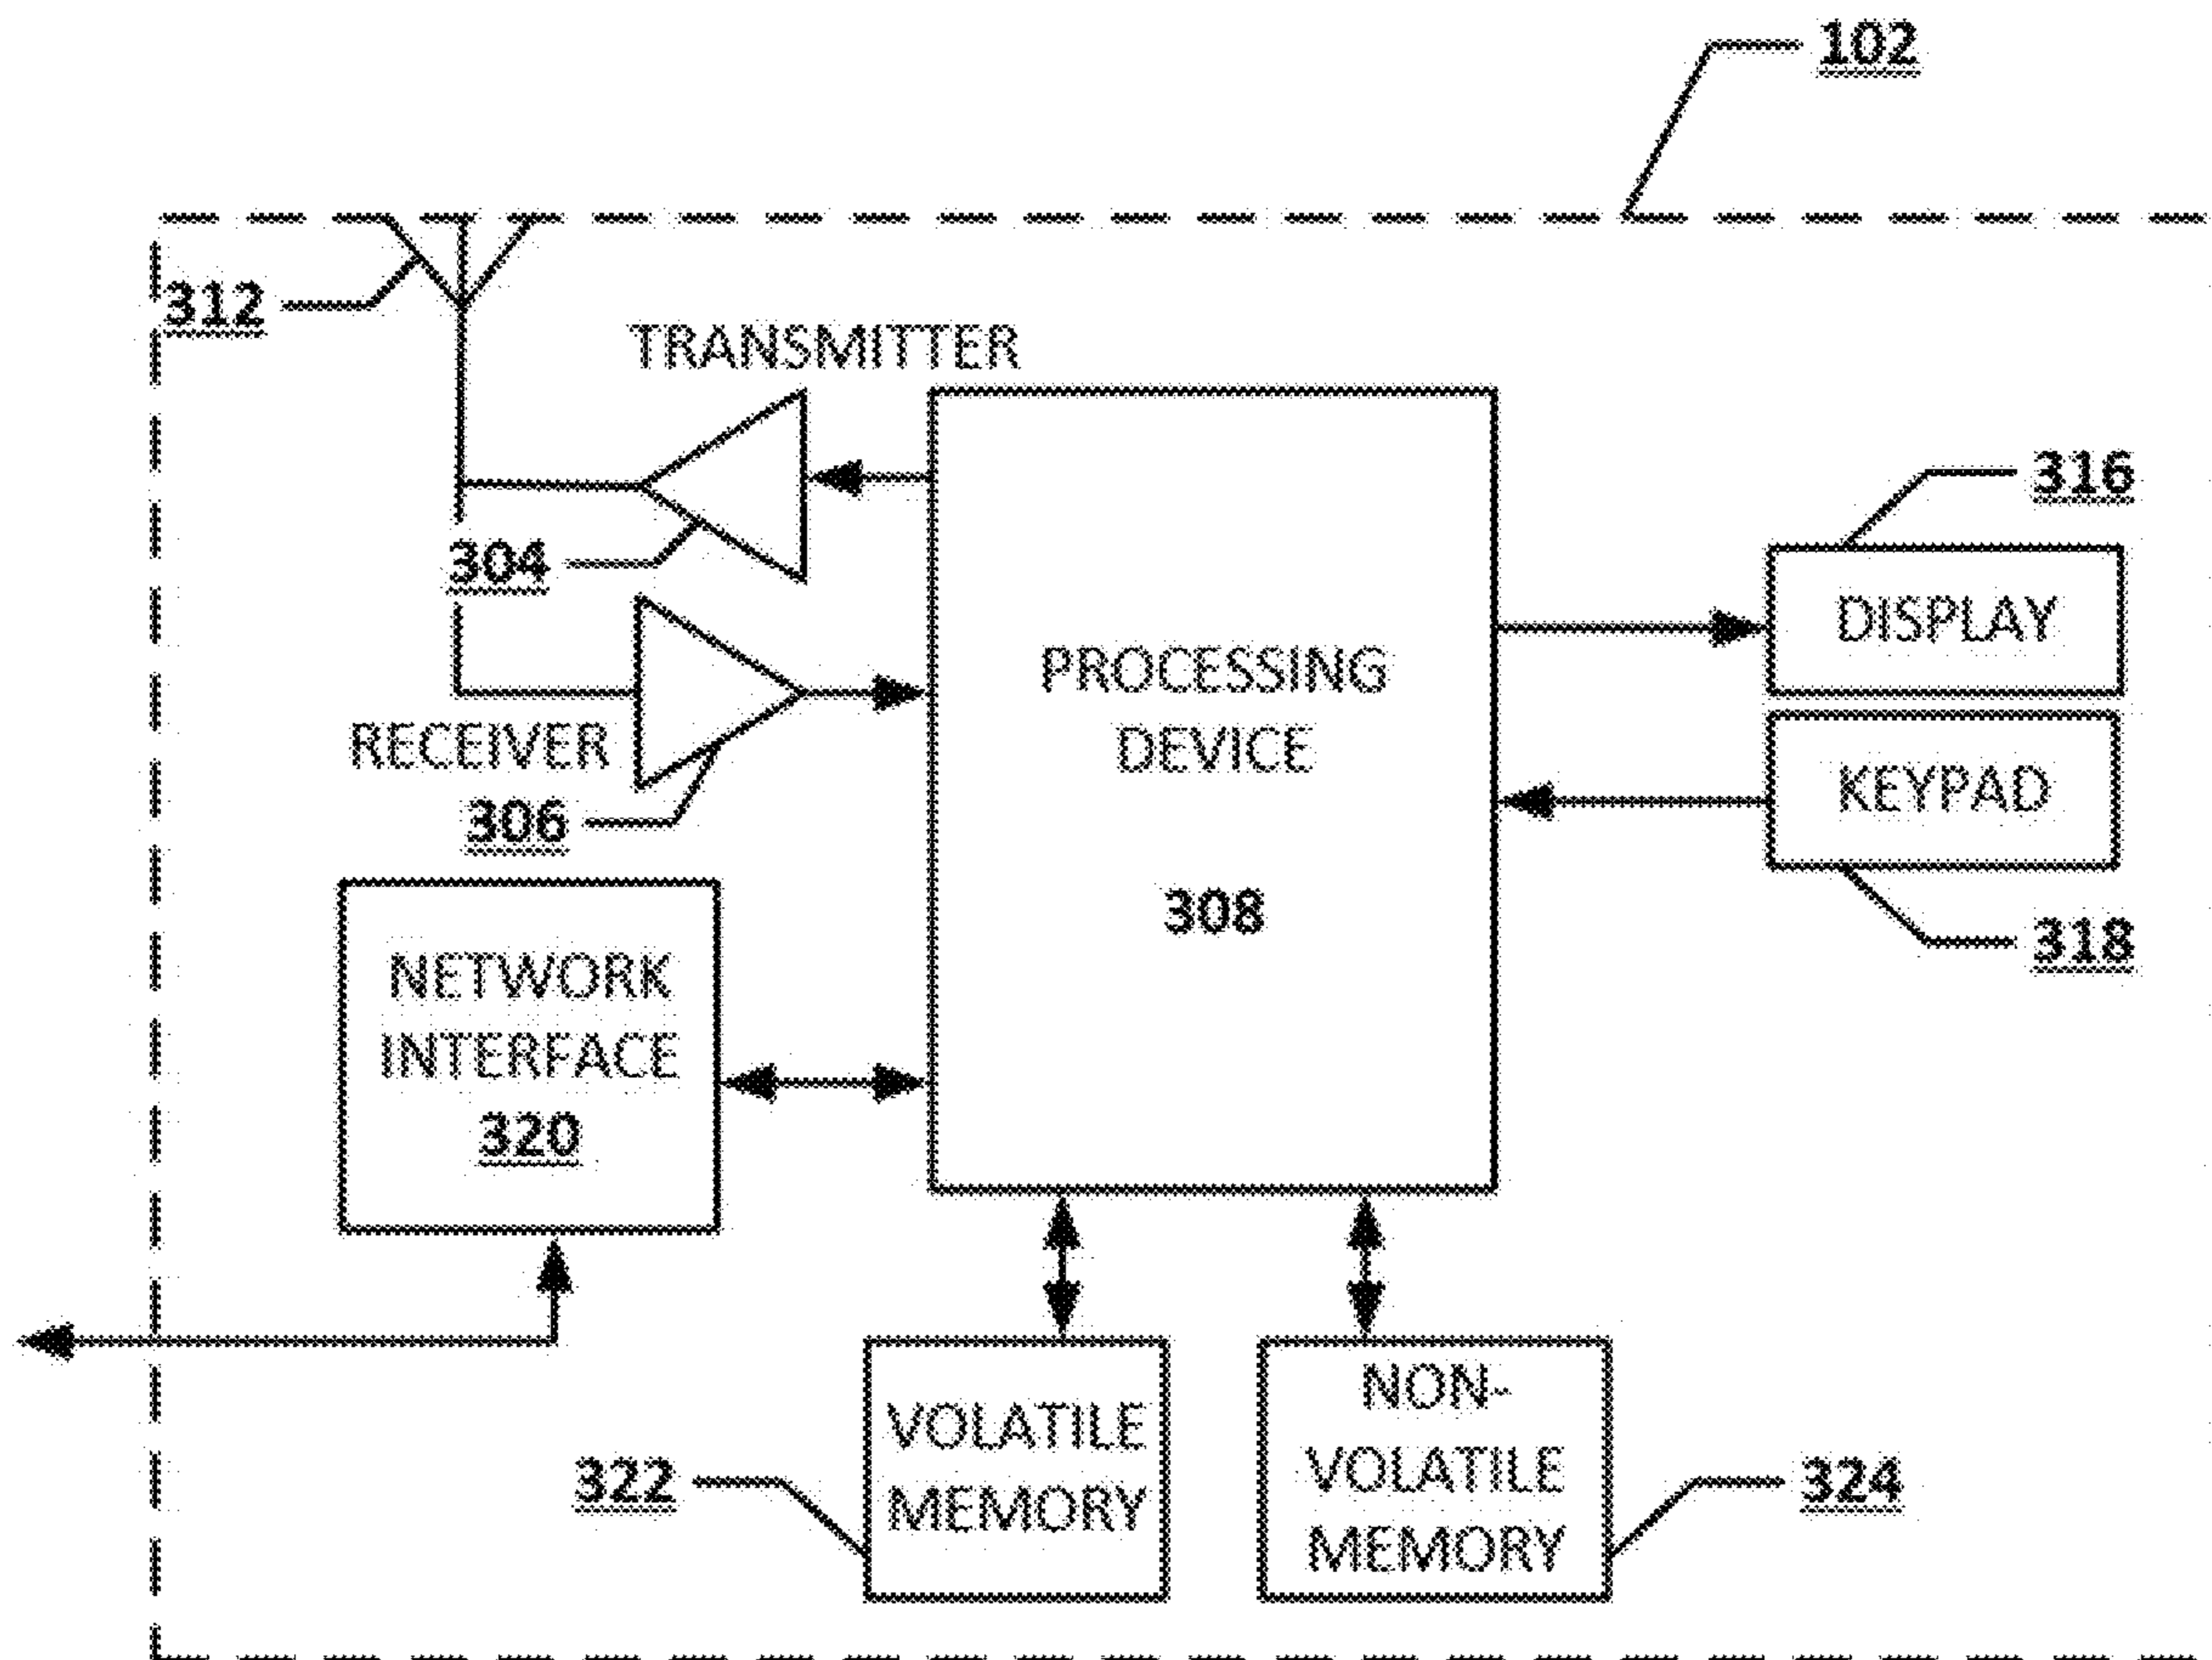 102
312
TRANSMITTER
304
316
DISPLAY
PROCESSING
DEVICE
308
RECEIVER
306
KEYPAD
318
NETWORK
INTERFACE
320
VOLATILE
MEMORY
322
NON-
VOLATILE
MEMORY
324